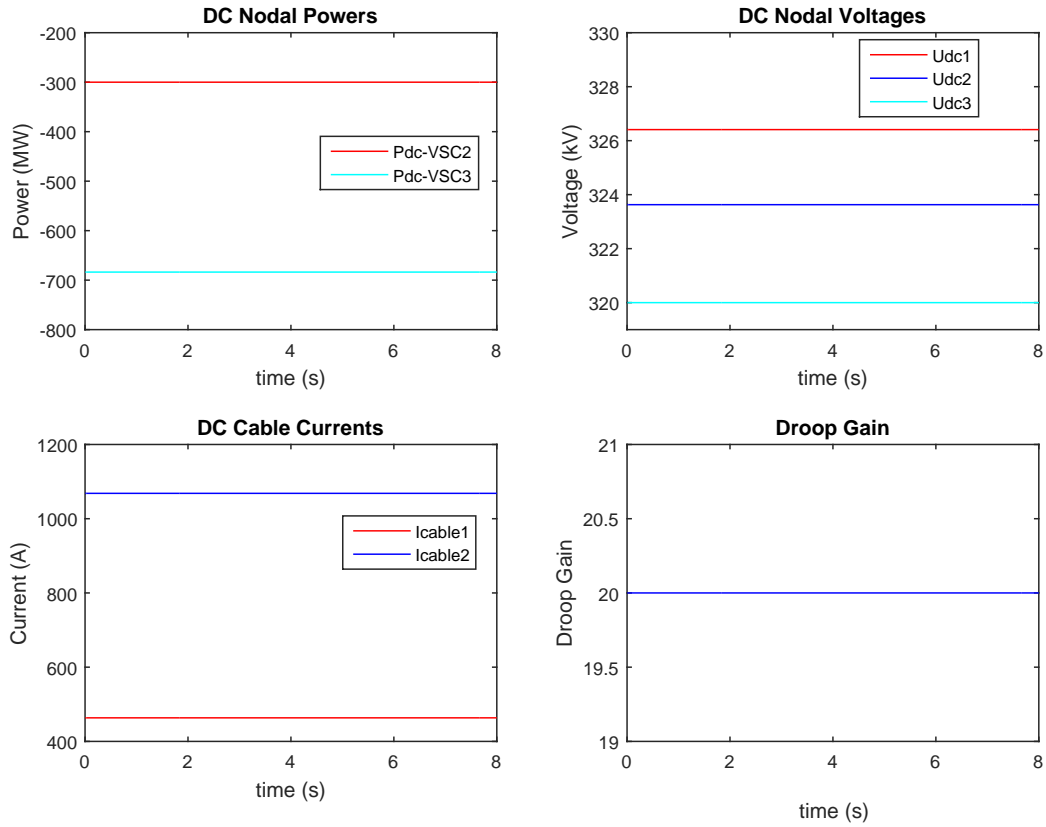 DC Nodal Powers
-200
-300
-400
-500
-600
-700
-800
Power (MW)
Pdc-VSC2
Pdc-VSC3
0 2 4 6 8
time (s)
DC Nodal Voltages
330
328
326
324
322
320
Voltage (kV)
Udc1
Udc2
Udc3
0 2 4 6 8
time (s)
DC Cable Currents
1200
1000
800
600
400
Current (A)
Icable1
Icable2
0 2 4 6 8
time (s)
Droop Gain
21
20.5
20
19.5
19
Droop Gain
0 2 4 6 8
time (s)